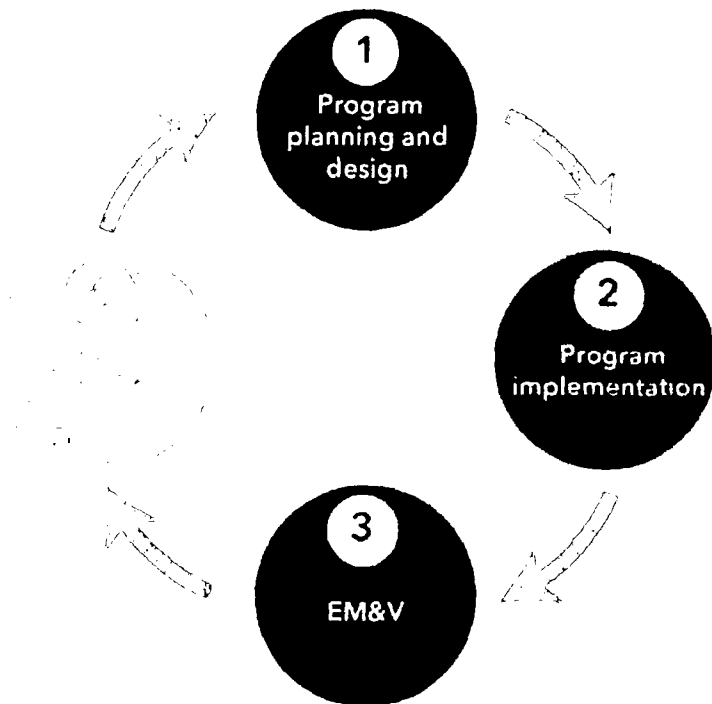 1
Program
planning and
design
2
Program
implementation
3
EM&V